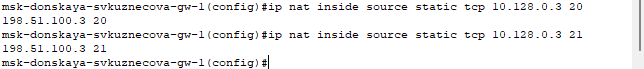 msk-donskaya-svkuznecova-gw-1(config)#ip nat inside source static tcp 10.128.0.3 20
198.51.100.3 20
msk-donskaya-svkuznecova-gw-1(config)#ip nat inside source static tcp 10.128.0.3 21
198.51.100.3 21
msk-donskaya-svkuznecova-gw-1(config)#